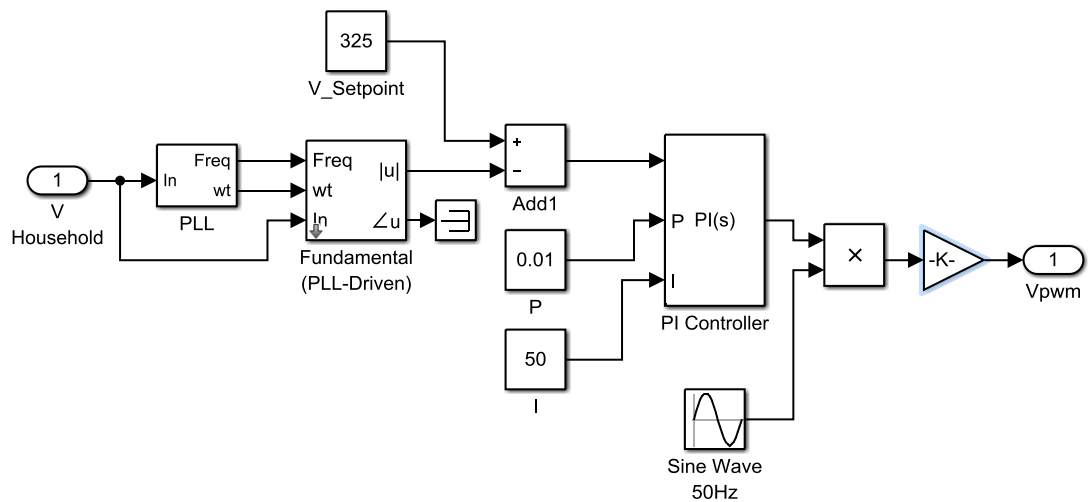 325
V_Setpoint
1
V
Household
In
Freq
wt
PLL
Freq
wt
In
|u|
∠u
Fundamental
(PLL-Driven)
+
−
Add1
0.01
P
50
I
P
I
PI(s)
PI Controller
×
Sine Wave
50Hz
-K-
1
Vpwm